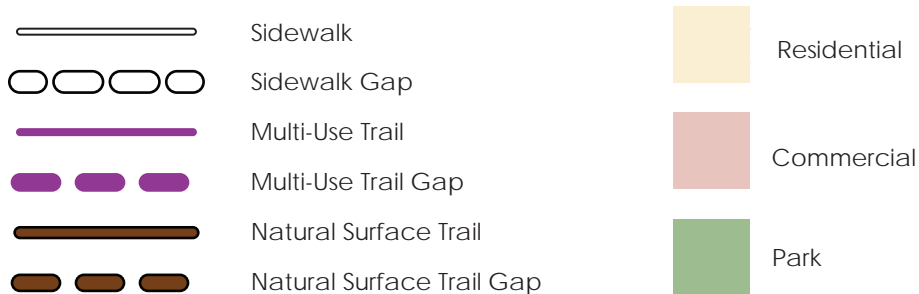 Sidewalk
Sidewalk Gap
Multi-Use Trail
Multi-Use Trail Gap
Natural Surface Trail
Natural Surface Trail Gap
Residential
Commercial
Park